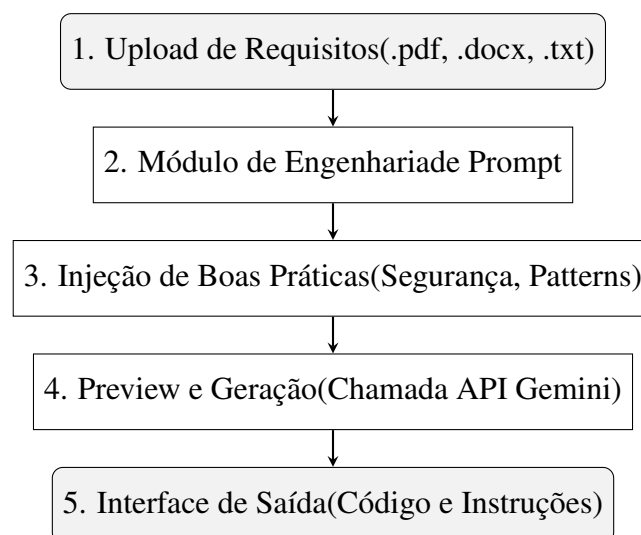 1. Upload de Requisitos(.pdf, .docx, .txt)
2. Módulo de Engenhariade Prompt
3. Injeção de Boas Práticas(Segurança, Patterns)
4. Preview e Geração(Chamada API Gemini)
5. Interface de Saída(Código e Instruções)